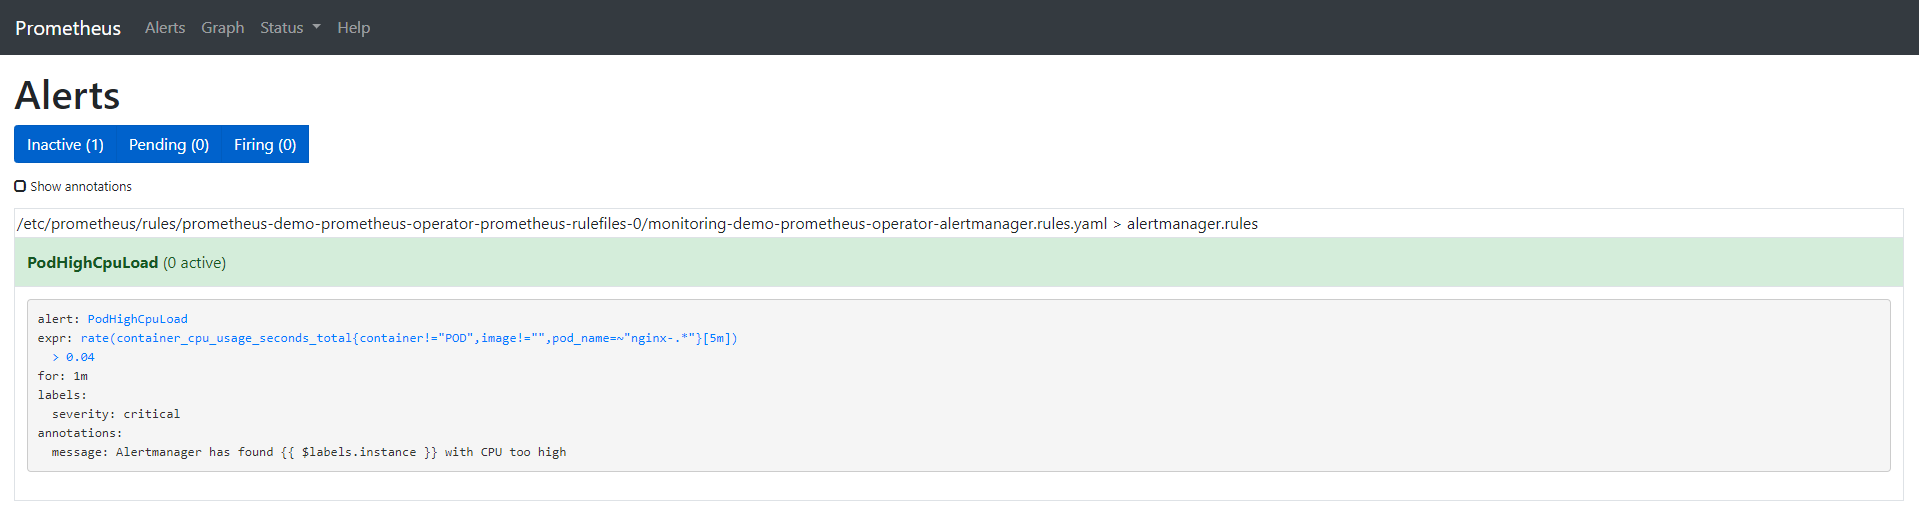 Prometheus Alerts Graph Status Help
Alerts
Inactive (1) Pending (0) Firing (0)
Show annotations
/etc/prometheus/rules/prometheus-demo-prometheus-operator-prometheus-rulefiles-0/monitoring-demo-prometheus-operator-alertmanager.rules.yaml > alertmanager.rules
PodHighCpuLoad (0 active)
alert: PodHighCpuLoad
expr: rate(container_cpu_usage_seconds_total{container!="POD",image!="",pod_name=~"nginx-.*"}[5m])
  > 0.04
for: 1m
labels:
  severity: critical
annotations:
  message: Alertmanager has found {{ $labels.instance }} with CPU too high